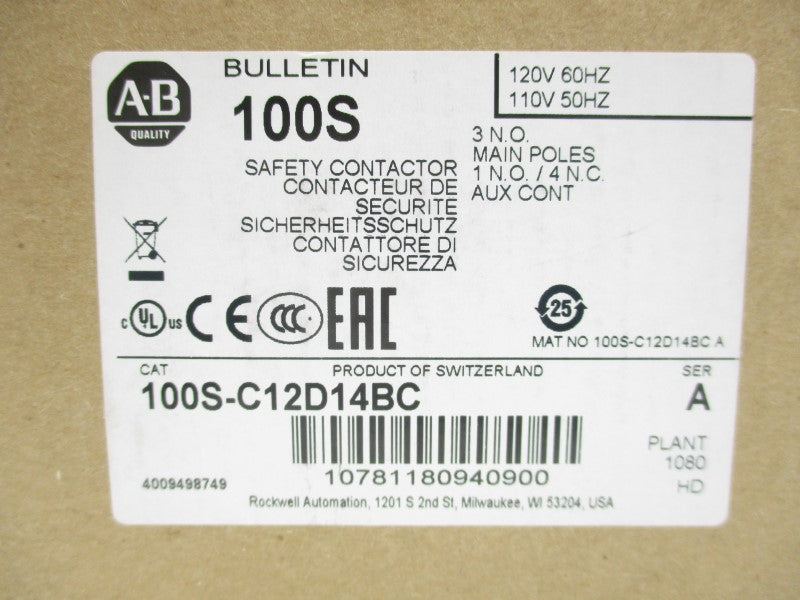 A-B
QUALITY
BULLETIN
100S
120V 60HZ
110V 50HZ
SAFETY CONTACTOR
CONTACTEUR DE
SECURITE
SICHERHEITSSCHUTZ
CONTATTORE DI
SICUREZZA
3 N.O.
MAIN POLES
1 N.O. / 4 N.C.
AUX CONT
c UL us CE CCC EAC
25
MAT NO 100S-C12D14BC A
CAT
PRODUCT OF SWITZERLAND
SER
100S-C12D14BC
A
10781180940900
PLANT
1080
HD
4009498749
Rockwell Automation, 1201 S 2nd St, Milwaukee, WI 53204, USA